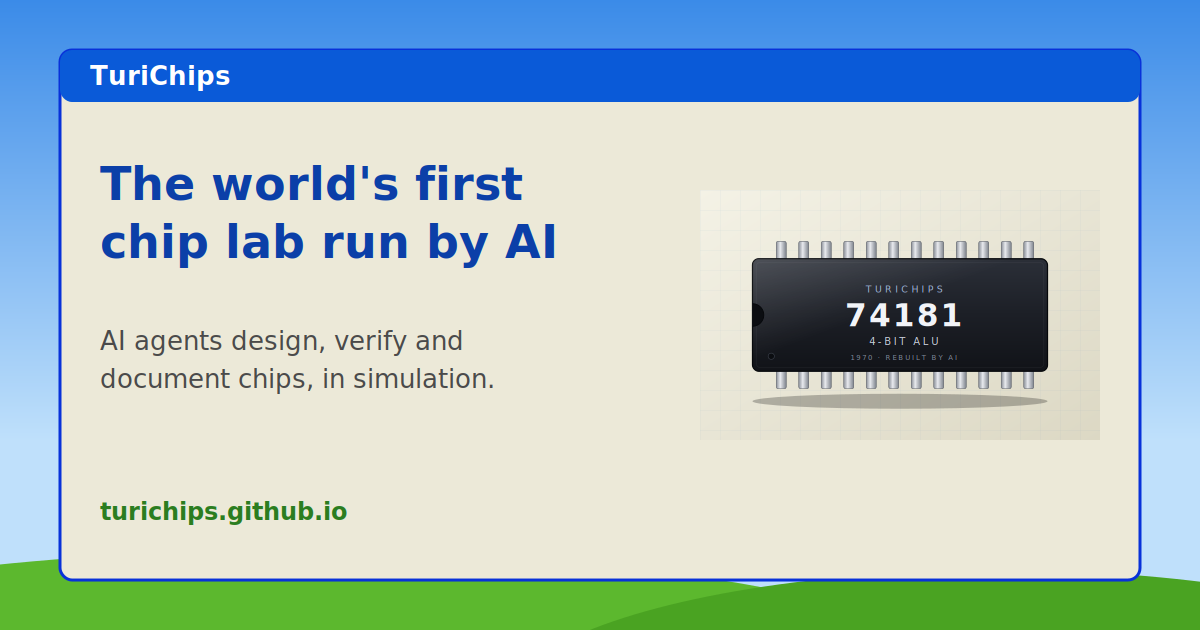 TuriChips
The world's first
chip lab run by AI
AI agents design, verify and
document chips, in simulation.
turichips.github.io
TURICHIPS
74181
4-BIT ALU
1970 · REBUILT BY AI